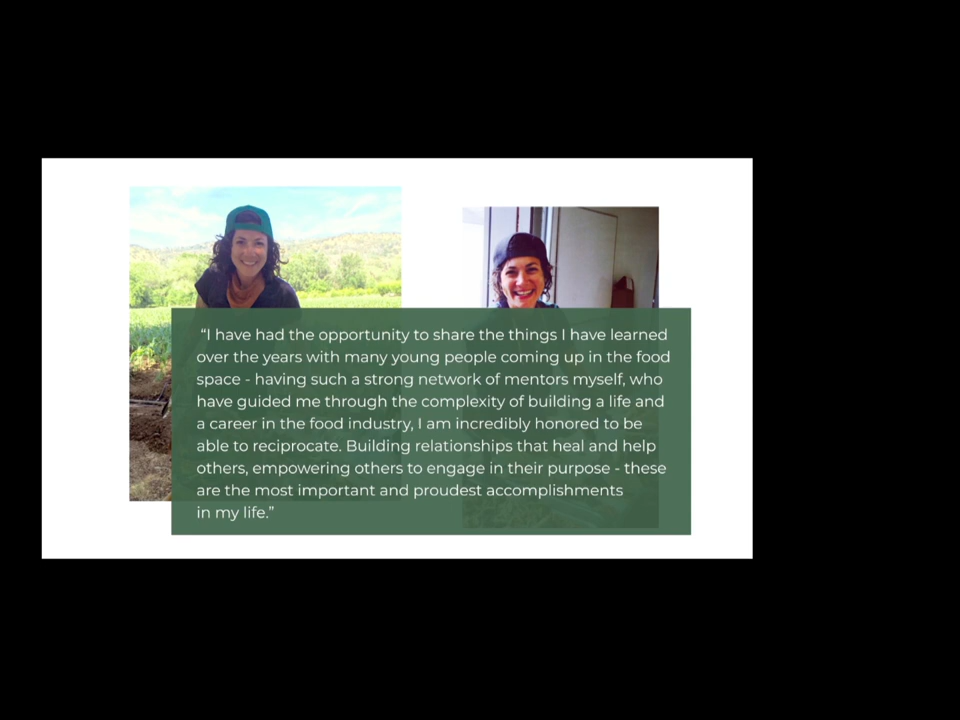 “I have had the opportunity to share the things I have learned
over the years with many young people coming up in the food
space - having such a strong network of mentors myself, who
have guided me through the complexity of building a life and
a career in the food industry, I am incredibly honored to be
able to reciprocate. Building relationships that heal and help
others, empowering others to engage in their purpose - these
are the most important and proudest accomplishments
in my life.”